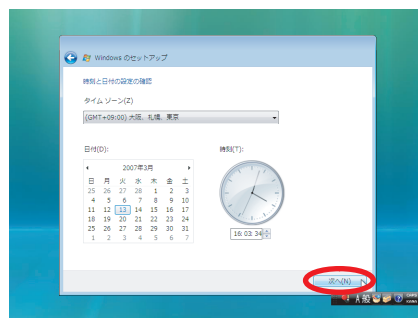 Windows のセットアップ
時刻と日付の設定の確認
タイム ゾーン(Z)
(GMT+09:00) 大阪、札幌、東京
日付(D):
時刻(T):
2007年3月
日 月 火 水 木 金 土
25 26 27 28 1 2 3
4 5 6 7 8 9 10
11 12 13 14 15 16 17
18 19 20 21 22 23 24
25 26 27 28 29 30 31
1 2 3 4 5 6 7
16:03:34
次へ(N)
A 般
CAPS
KANA